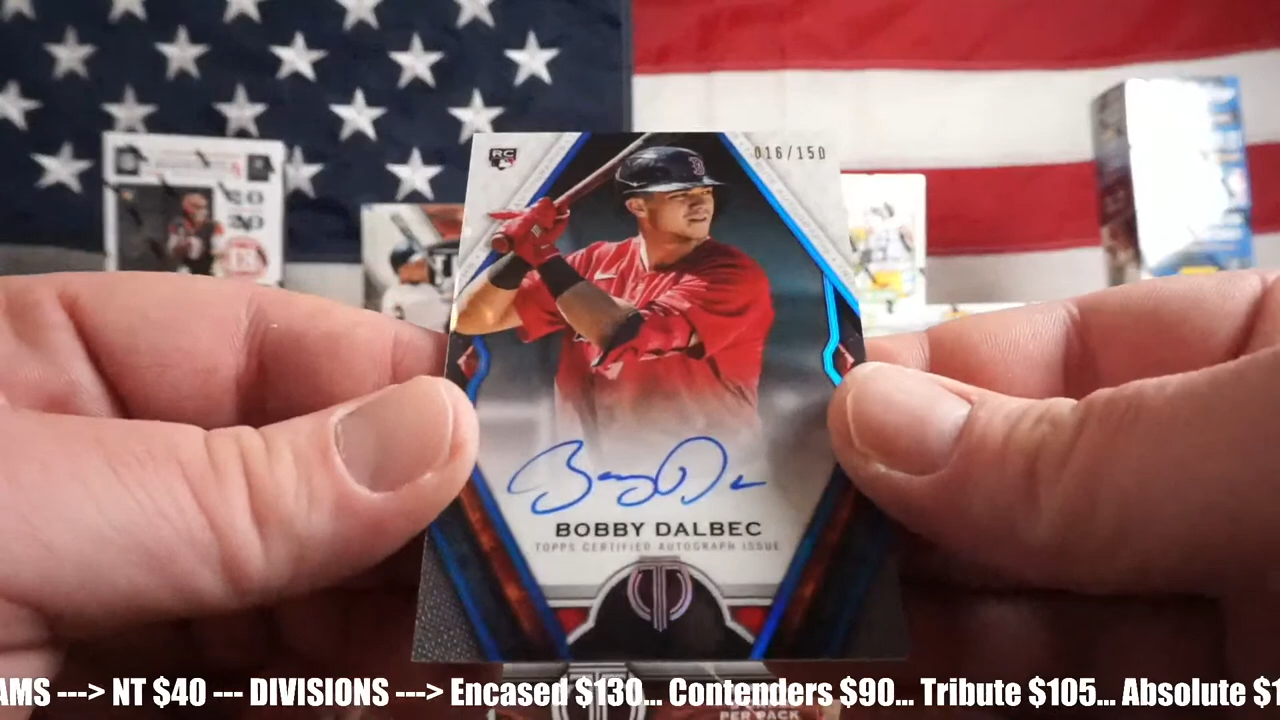 RC
016/150
B
BOBBY DALBEC
TOPPS CERTIFIED AUTOGRAPH ISSUE
PER PACK
AMS ---> NT $40 --- DIVISIONS ---> Encased $130... Contenders $90... Tribute $105... Absolute $1